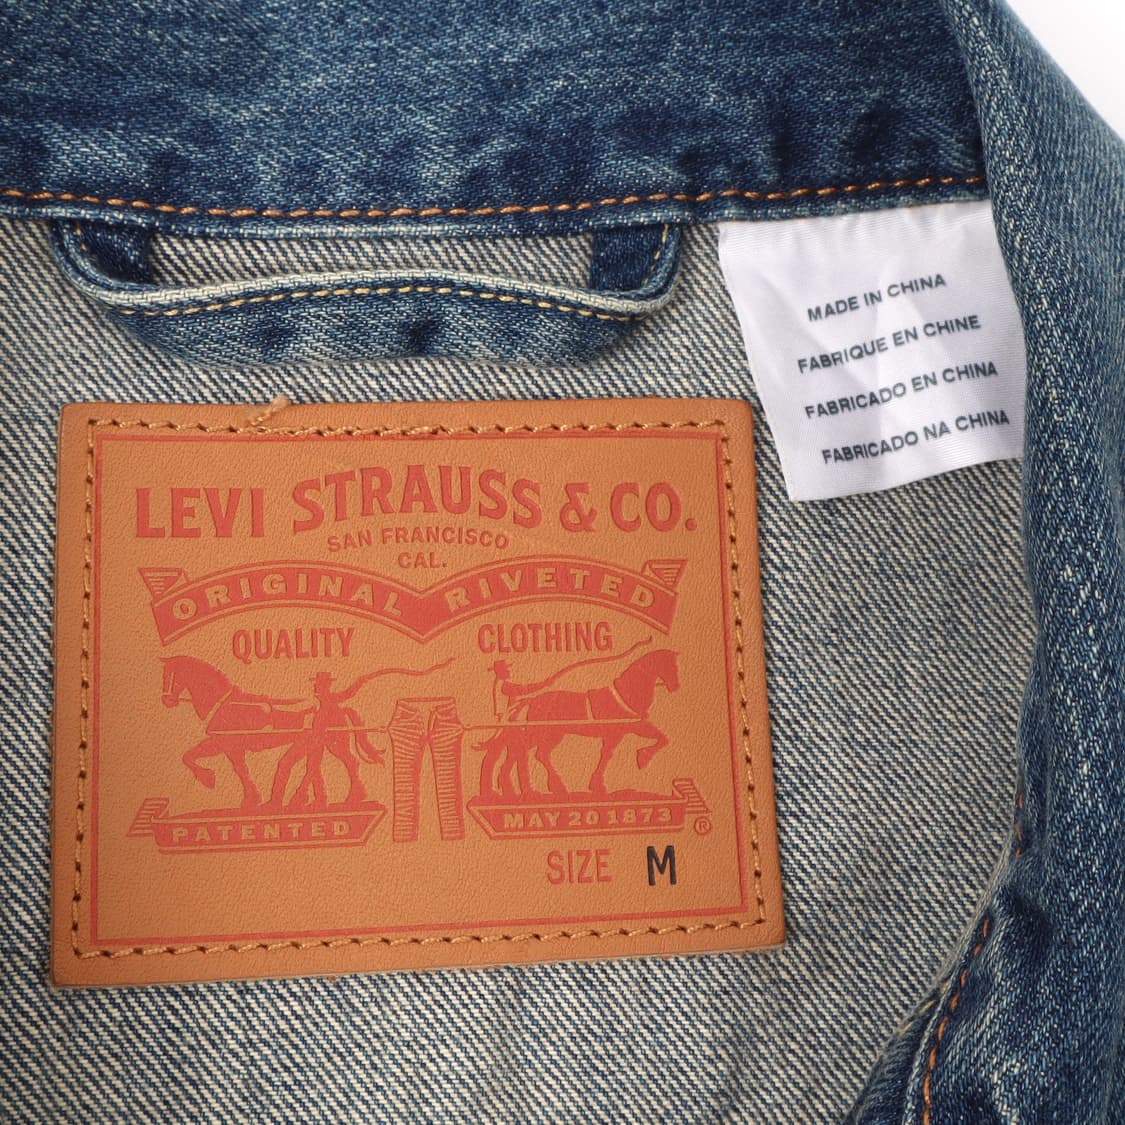 MADE IN CHINA
FABRIQUE EN CHINE
FABRICADO EN CHINA
FABRICADO NA CHINA
LEVI STRAUSS & CO.
SAN FRANCISCO
CAL.
ORIGINAL RIVETED
QUALITY CLOTHING
PATENTED MAY 20 1873 ®
SIZE M